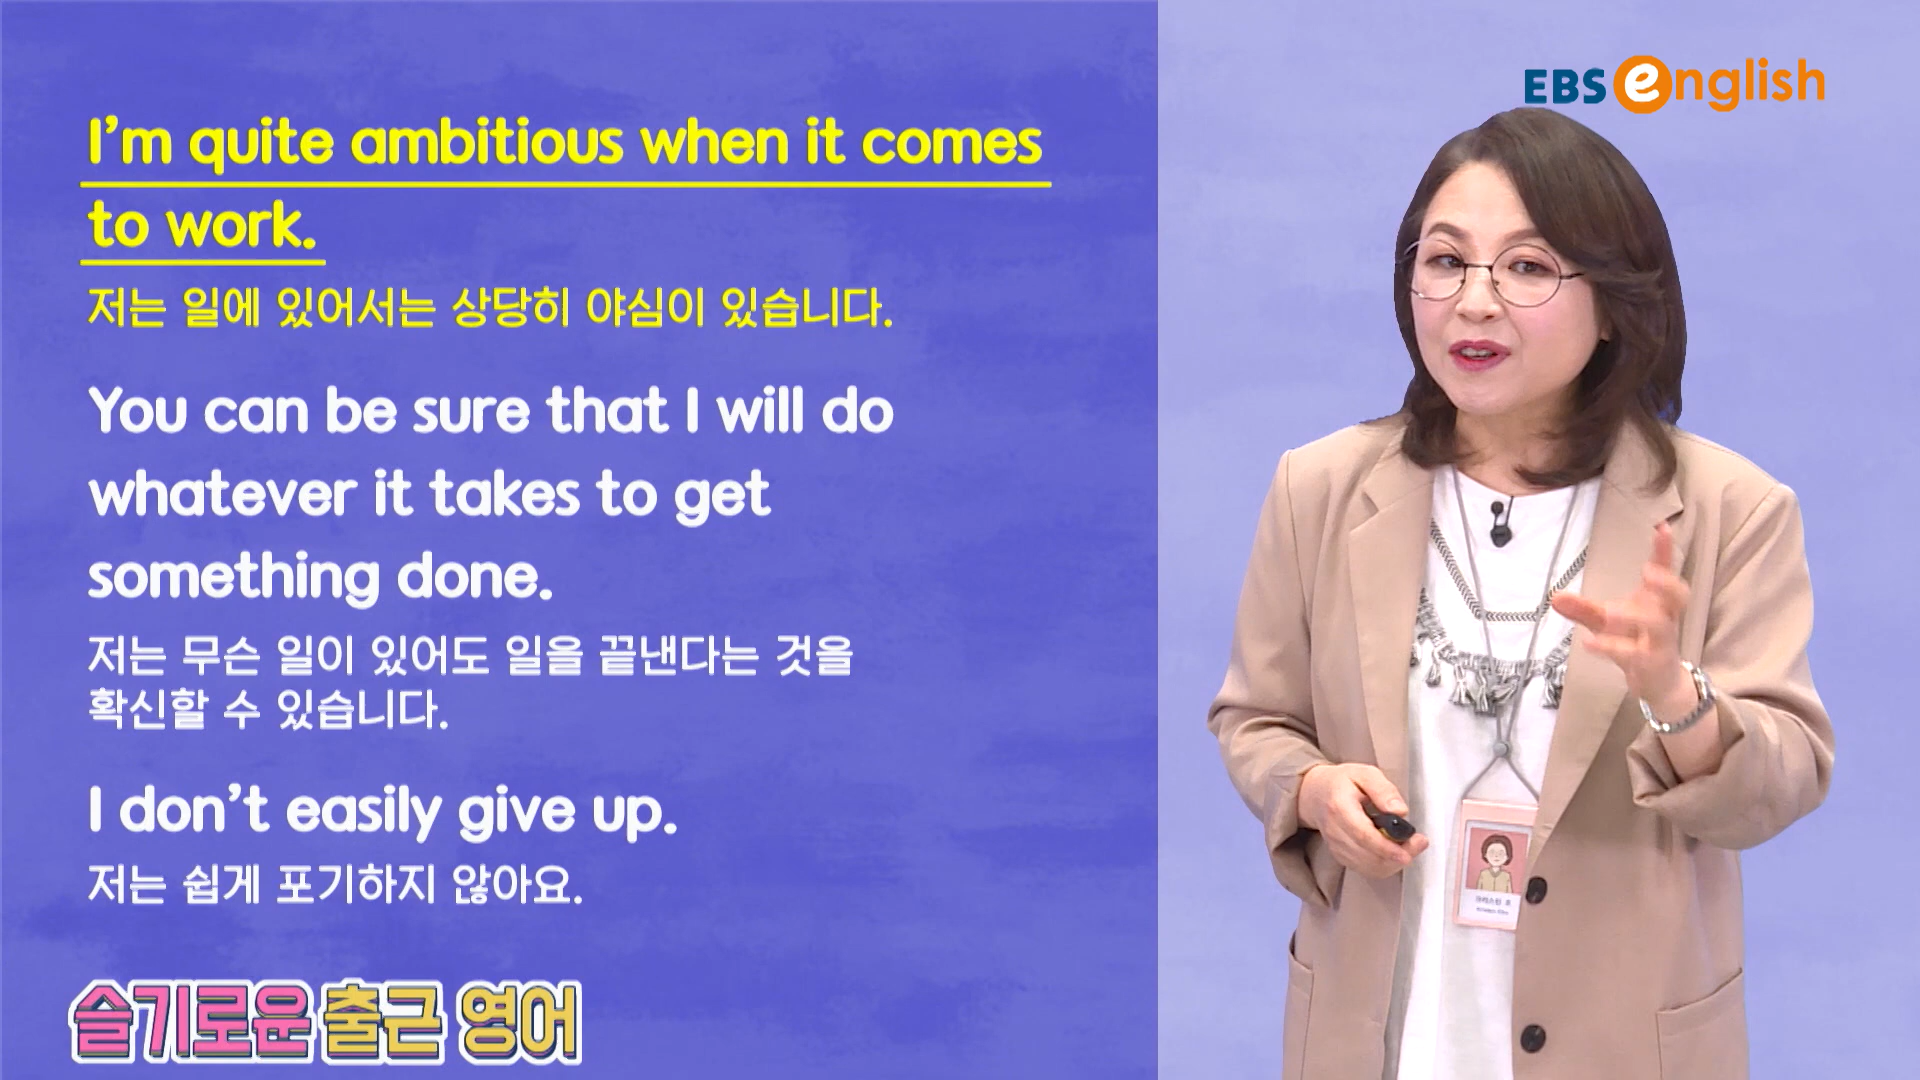 EBS english
I'm quite ambitious when it comes
to work.
저는 일에 있어서는 상당히 야심이 있습니다.
You can be sure that I will do
whatever it takes to get
something done.
저는 무슨 일이 있어도 일을 끝낸다는 것을
확신할 수 있습니다.
I don't easily give up.
저는 쉽게 포기하지 않아요.
슬기로운 출근 영어